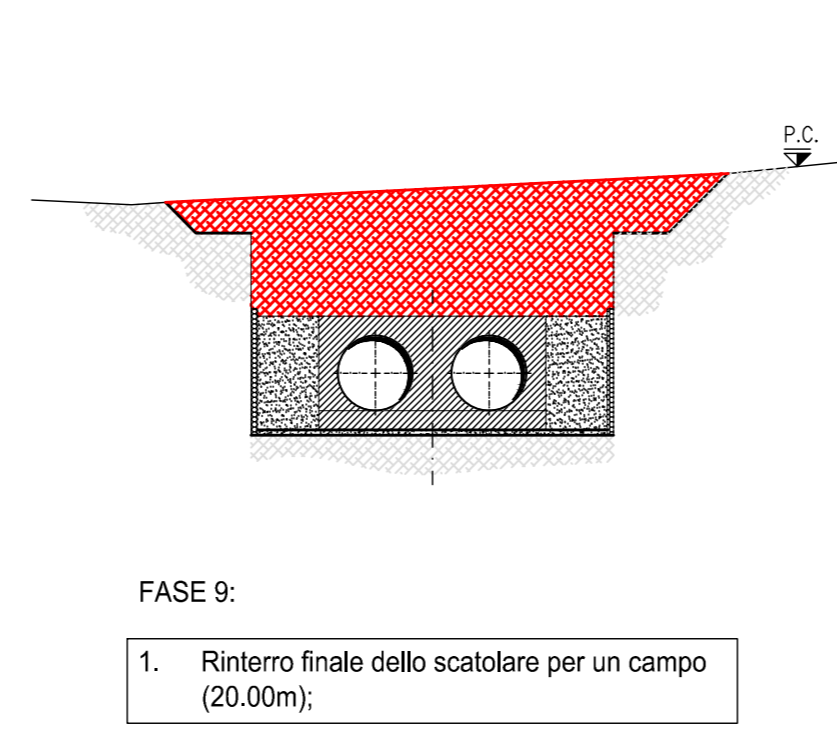 P.C.
FASE 9:
1. Rinterro finale dello scatolare per un campo
(20.00m);